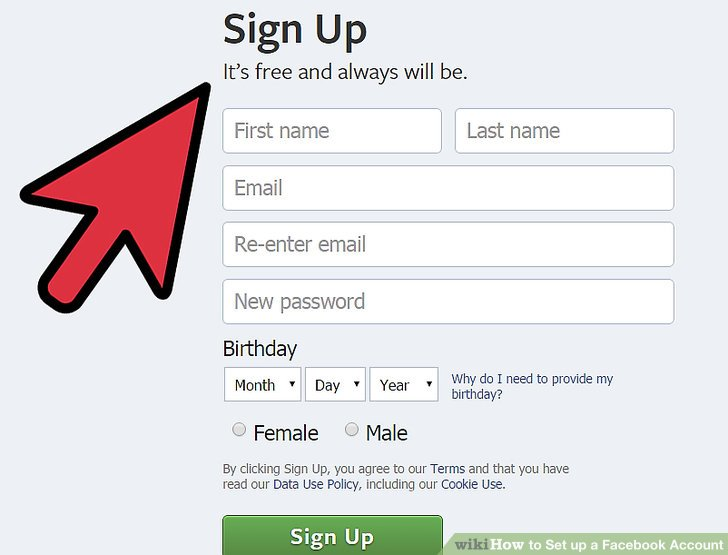 Sign Up
It's free and always will be.
First name Last name
Email
Re-enter email
New password
Birthday
Month Day Year Why do I need to provide my
birthday?
Female Male
By clicking Sign Up, you agree to our Terms and that you have
read our Data Use Policy, including our Cookie Use.
Sign Up
wikiHow to Set up a Facebook Account